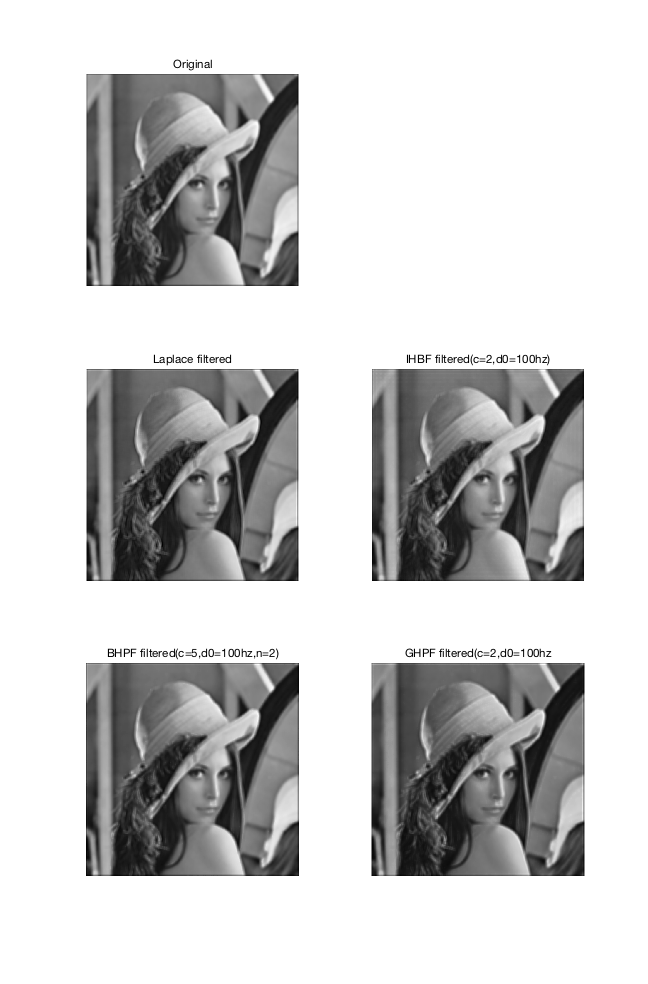 Original
Laplace filtered
IHBF filtered(c=2,d0=100hz)
BHPF filtered(c=5,d0=100hz,n=2)
GHPF filtered(c=2,d0=100hz